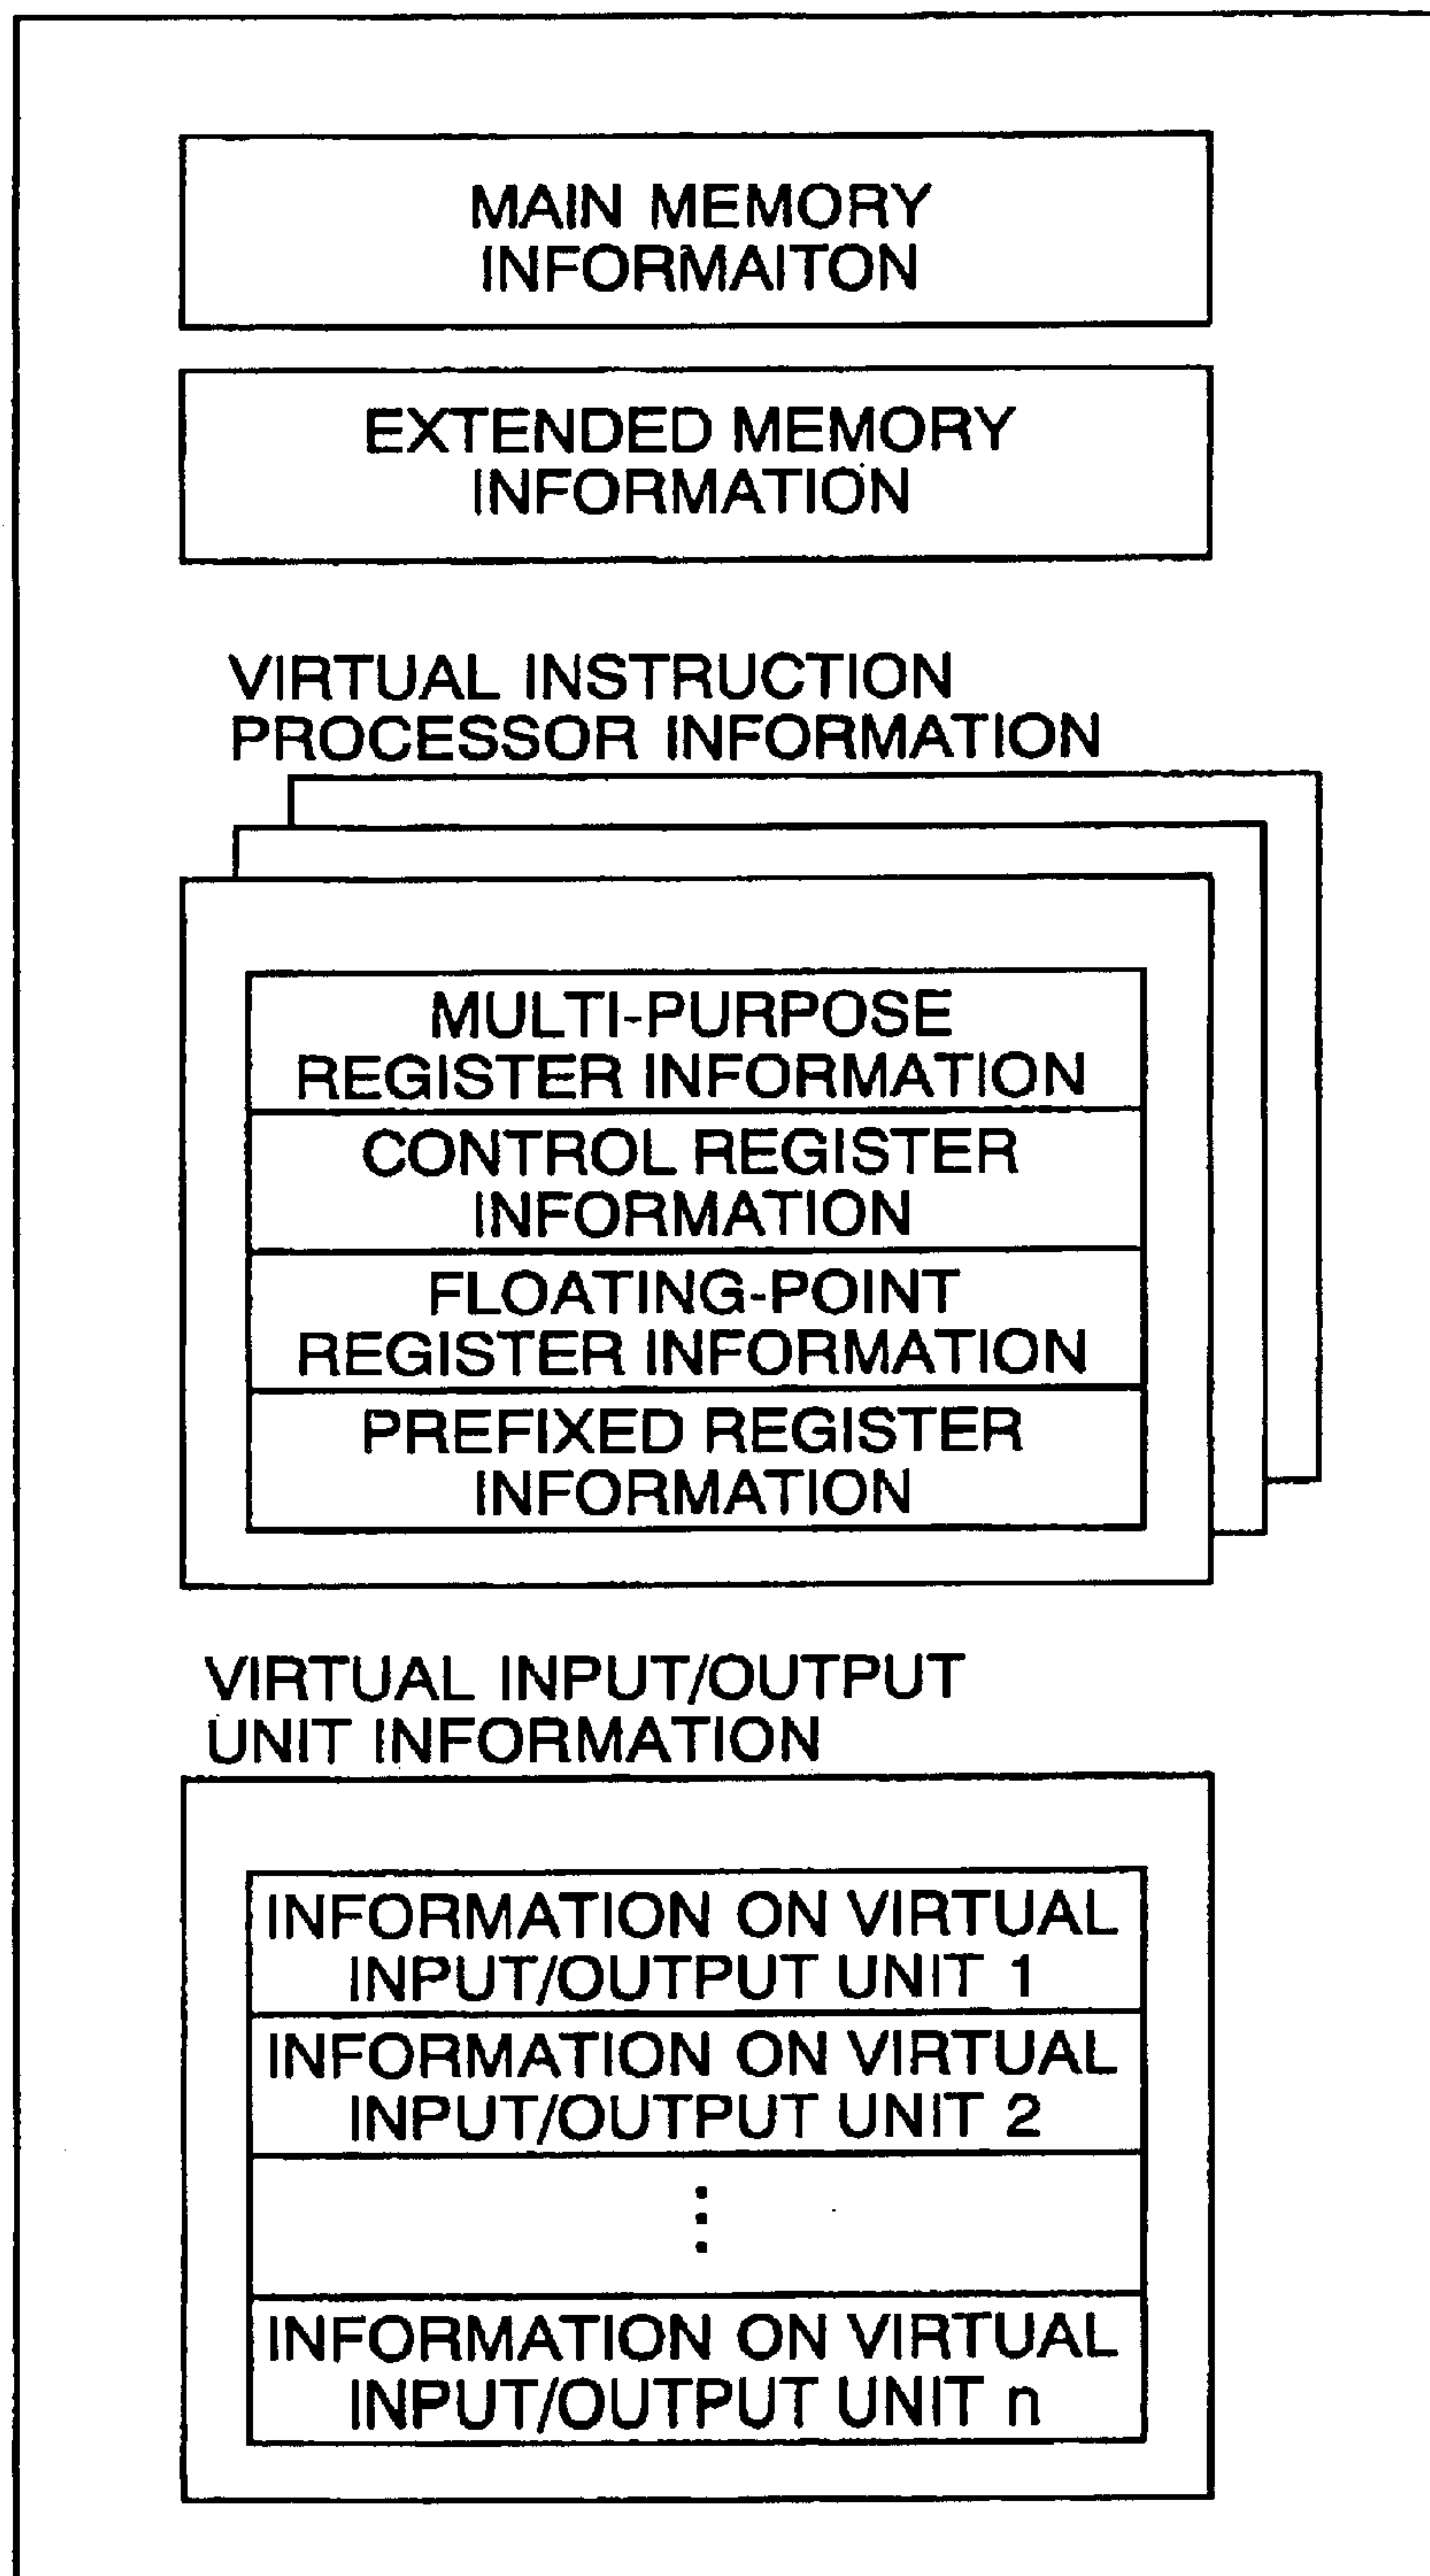 MAIN MEMORY
INFORMAITON
EXTENDED MEMORY
INFORMATION
VIRTUAL INSTRUCTION
PROCESSOR INFORMATION
MULTI-PURPOSE
REGISTER INFORMATION
CONTROL REGISTER
INFORMATION
FLOATING-POINT
REGISTER INFORMATION
PREFIXED REGISTER
INFORMATION
VIRTUAL INPUT/OUTPUT
UNIT INFORMATION
INFORMATION ON VIRTUAL
INPUT/OUTPUT UNIT 1
INFORMATION ON VIRTUAL
INPUT/OUTPUT UNIT 2
⋮
INFORMATION ON VIRTUAL
INPUT/OUTPUT UNIT n